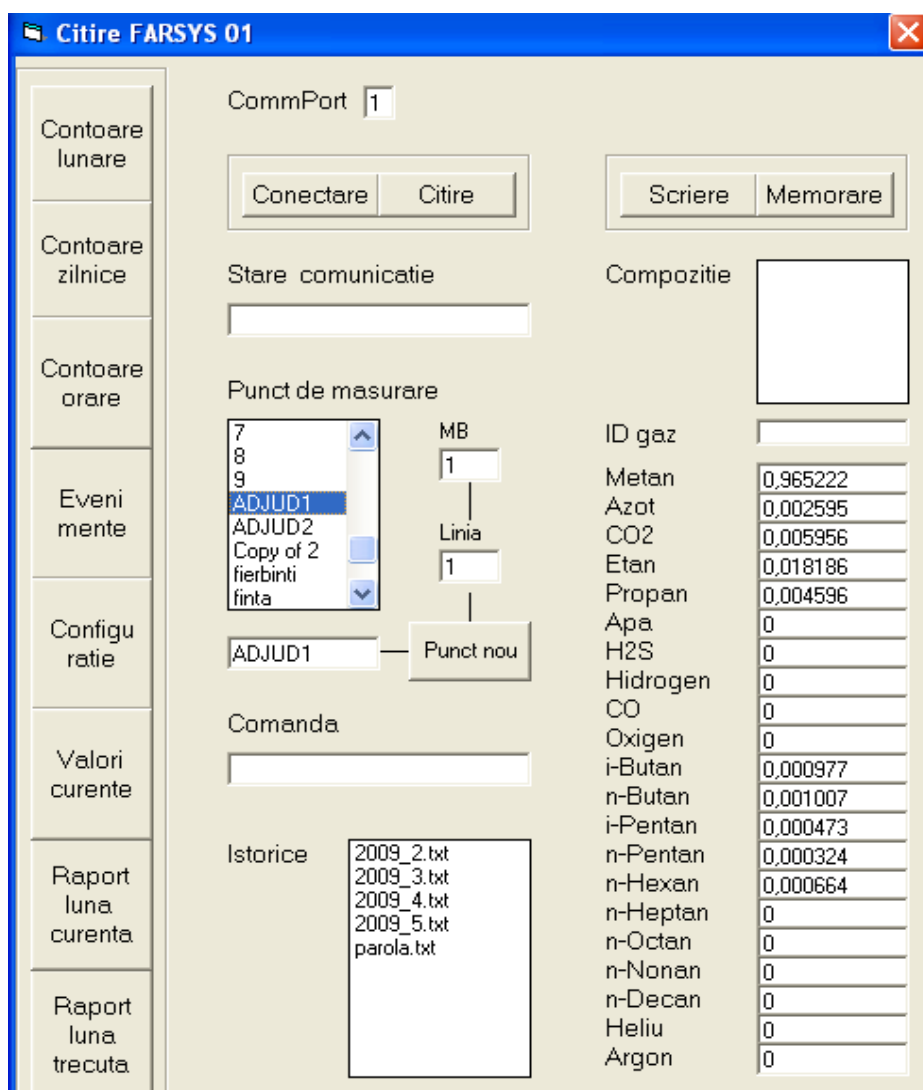 Citire FARSYS 01
Contoare
lunare
Contoare
zilnice
Contoare
orare
Eveni
mente
Configu
ratie
Valori
curente
Raport
luna
curenta
Raport
luna
trecuta
CommPort 1
Conectare Citire
Stare comunicatie
Punct de masurare
7
8
9
ADJUD1
ADJUD2
Copy of 2
fierbinti
finta
MB
1
Linia
1
ADJUD1 Punct nou
Comanda
Istorice
2009_2.txt
2009_3.txt
2009_4.txt
2009_5.txt
parola.txt
Scriere Memorare
Compozitie
ID gaz
Metan 0,965222
Azot 0,002595
CO2 0,005956
Etan 0,018186
Propan 0,004596
Apa 0
H2S 0
Hidrogen 0
CO 0
Oxigen 0
i-Butan 0,000977
n-Butan 0,001007
i-Pentan 0,000473
n-Pentan 0,000324
n-Hexan 0,000664
n-Heptan 0
n-Octan 0
n-Nonan 0
n-Decan 0
Heliu 0
Argon 0